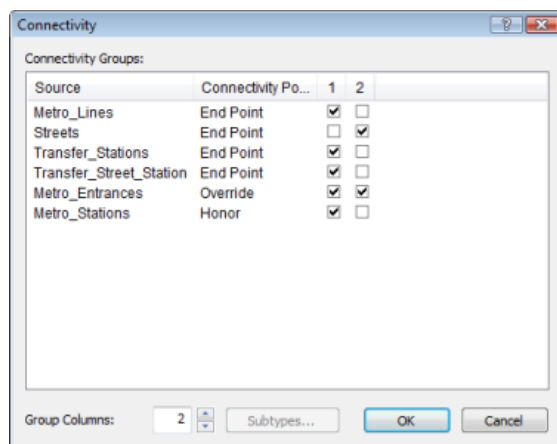 Connectivity
Connectivity Groups:
Source Connectivity Po... 1 2
Metro_Lines End Point
Streets End Point
Transfer_Stations End Point
Transfer_Street_Station End Point
Metro_Entrances Override
Metro_Stations Honor
Group Columns: 2 Subtypes... OK Cancel